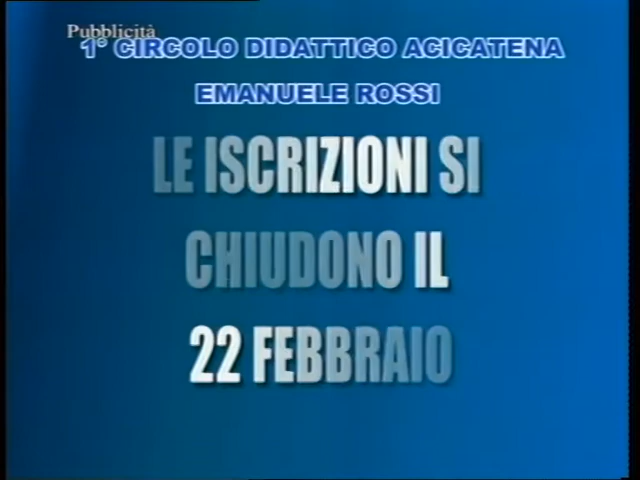 Pubblicità
1° CIRCOLO DIDATTICO ACICATENA
EMANUELE ROSSI
LE ISCRIZIONI SI
CHIUDONO IL
22 FEBBRAIO